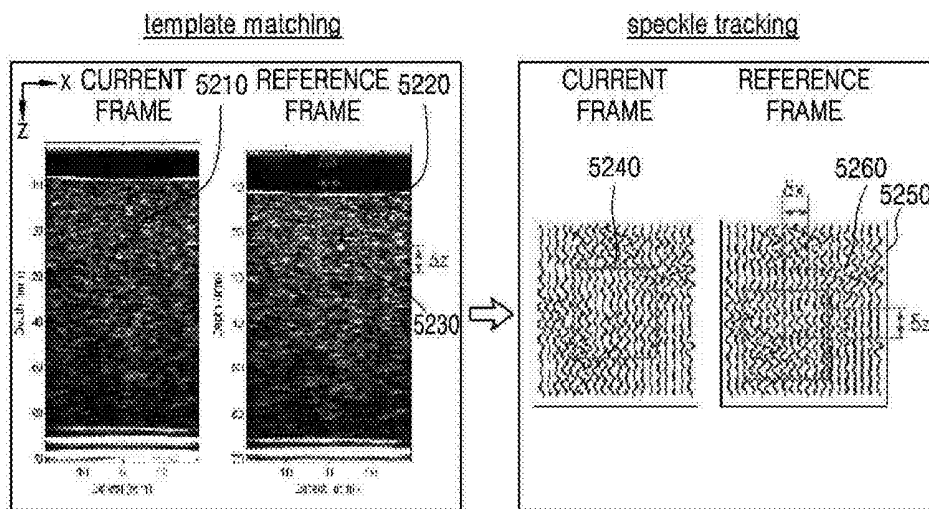 template matching
speckle tracking
X
Z
CURRENT FRAME
5210
REFERENCE FRAME
5220
Δz
5230
CURRENT FRAME
REFERENCE FRAME
5240
δx
5260
5250
δz